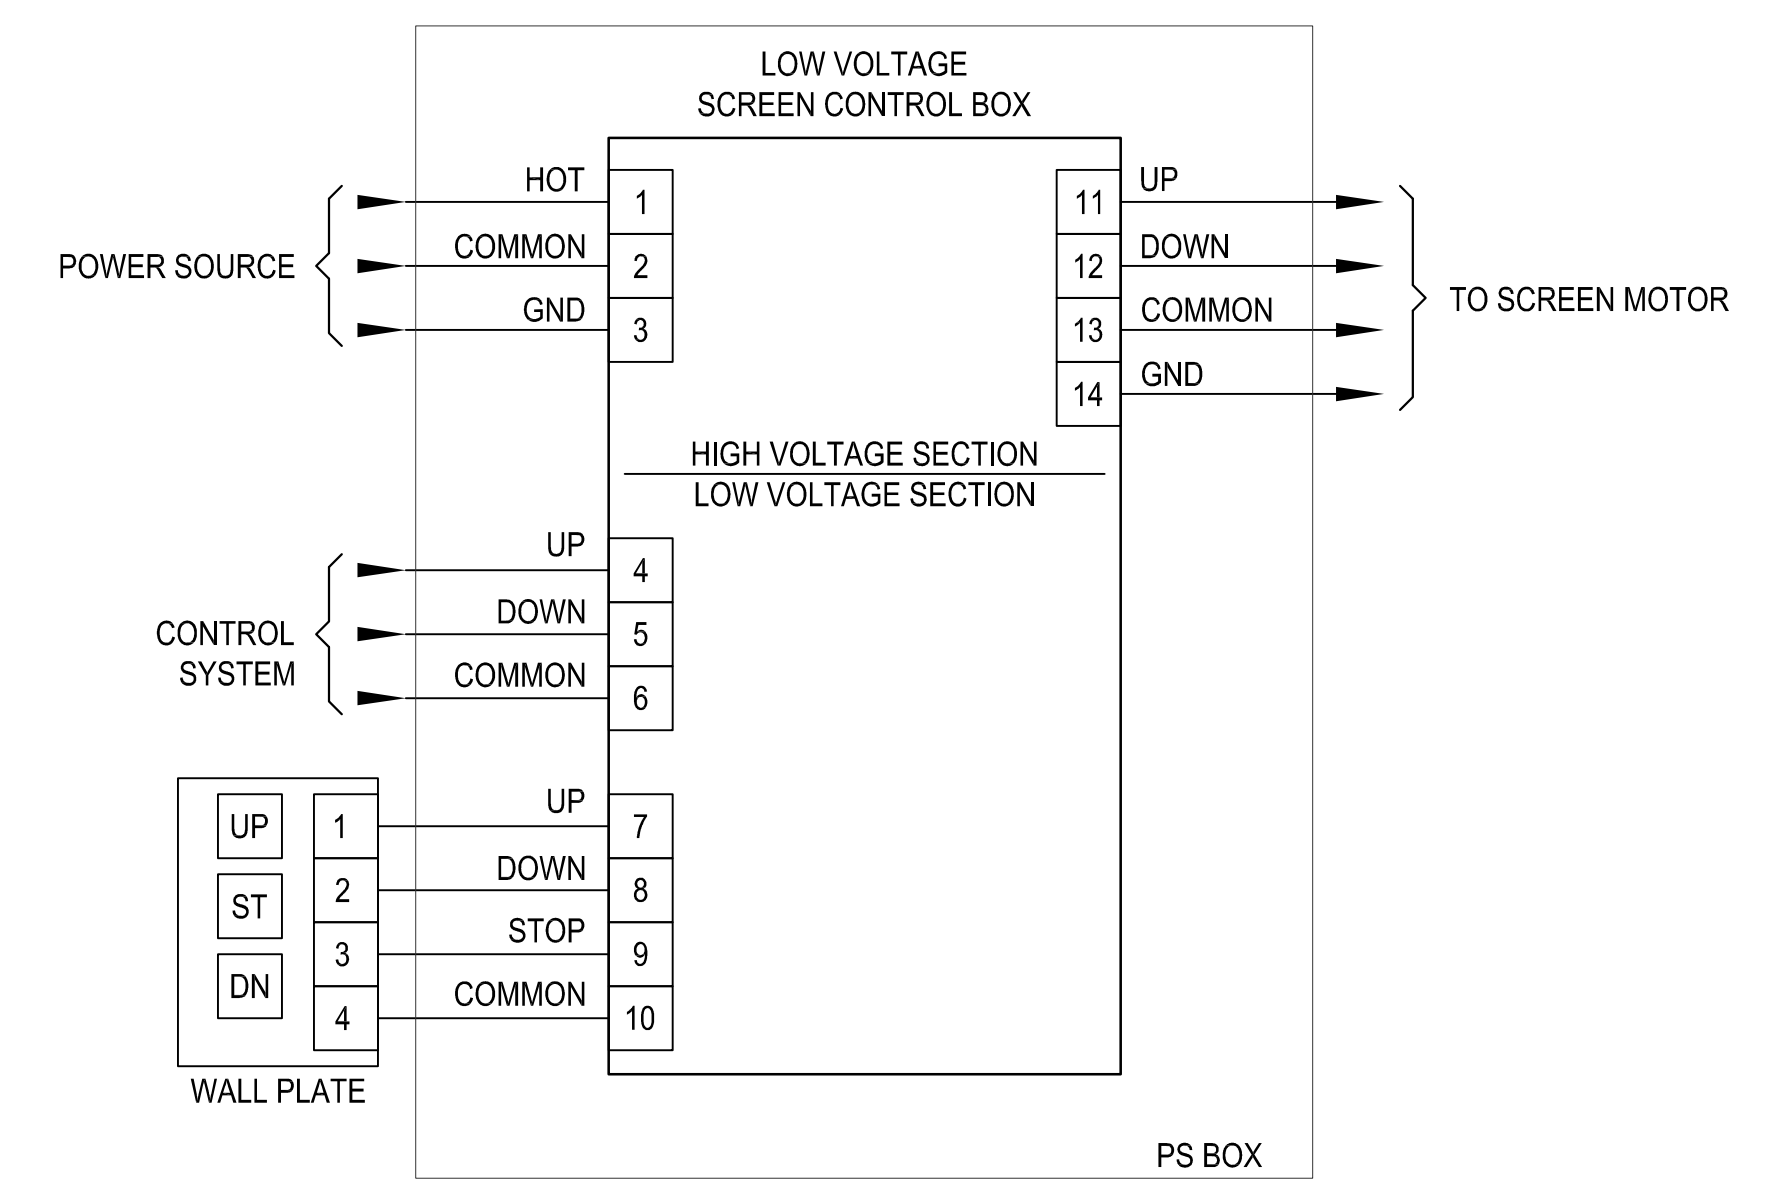 LOW VOLTAGE
SCREEN CONTROL BOX
HOT
1
COMMON
2
GND
3
POWER SOURCE
UP
11
DOWN
12
COMMON
13
GND
14
TO SCREEN MOTOR
HIGH VOLTAGE SECTION
LOW VOLTAGE SECTION
UP
4
DOWN
5
COMMON
6
CONTROL
SYSTEM
UP
7
DOWN
8
STOP
9
COMMON
10
UP
ST
DN
1
2
3
4
WALL PLATE
PS BOX